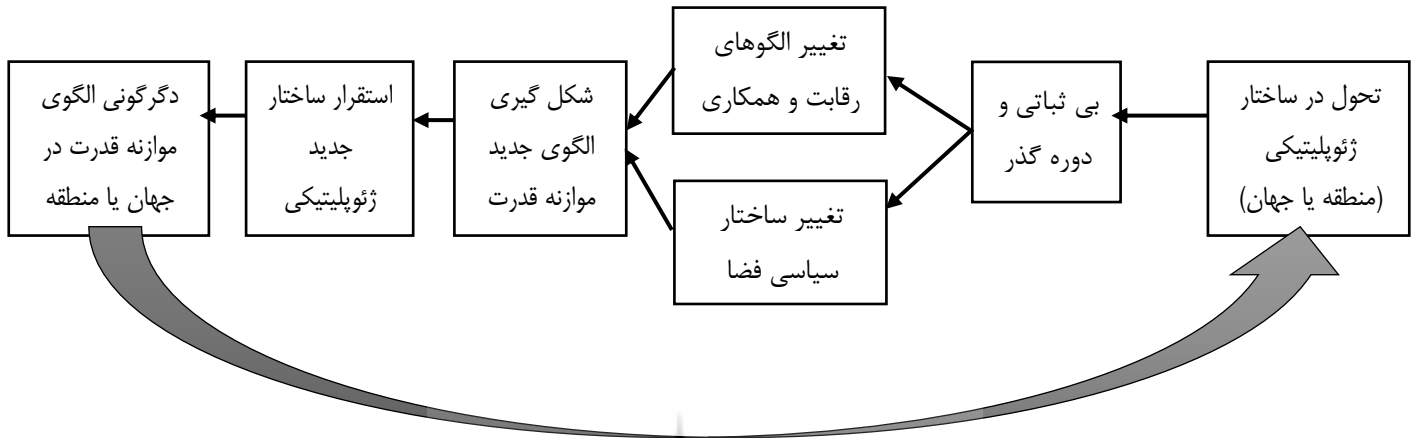 تحول در ساختار
ژئوپلیتیکی
(منطقه یا جهان)
بی ثباتی و
دوره گذر
تغییر الگوهای
رقابت و همکاری
تغییر ساختار
سیاسی فضا
شکل گیری
الگوی جدید
موازنه قدرت
استقرار ساختار
جدید
ژئوپلیتیکی
دگرگونی الگوی
موازنه قدرت در
جهان یا منطقه